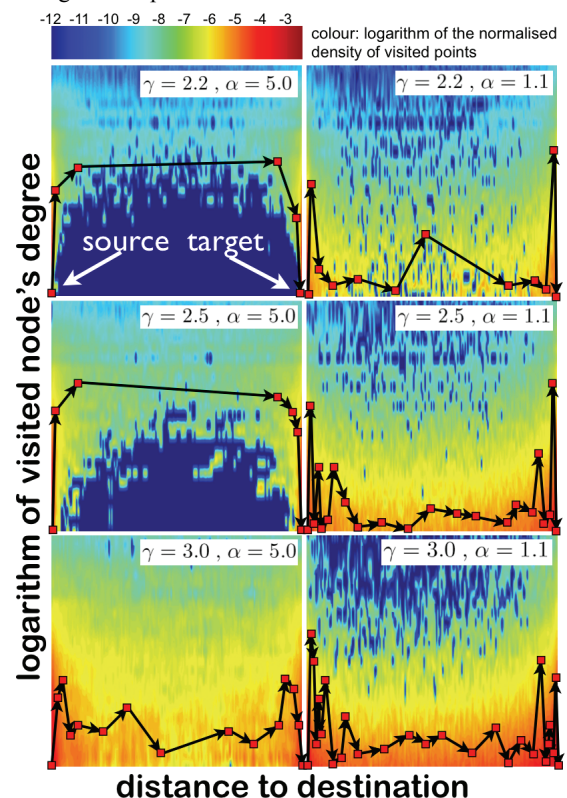 -12 -11 -10 -9 -8 -7 -6 -5 -4 -3
colour: logarithm of the normalised
density of visited points
γ = 2.2 , α = 5.0
γ = 2.2 , α = 1.1
source target
γ = 2.5 , α = 5.0
γ = 2.5 , α = 1.1
γ = 3.0 , α = 5.0
γ = 3.0 , α = 1.1
logarithm of visited node's degree
distance to destination